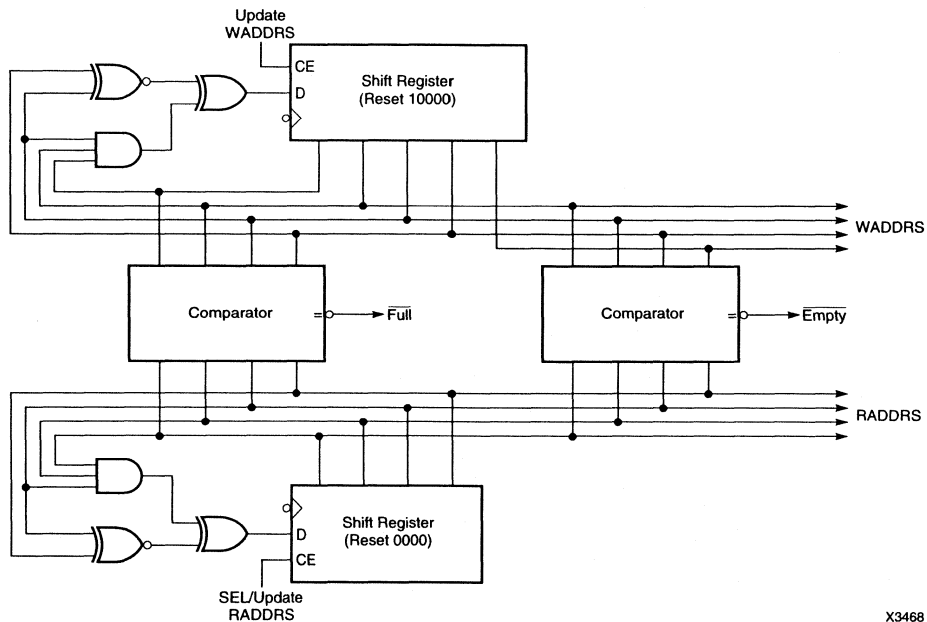 Update
WADDRS
CE
D
Shift Register
(Reset 10000)
WADDRS
Comparator
=
Full
Comparator
=
Empty
RADDRS
D
CE
Shift Register
(Reset 0000)
SEL/Update
RADDRS
X3468